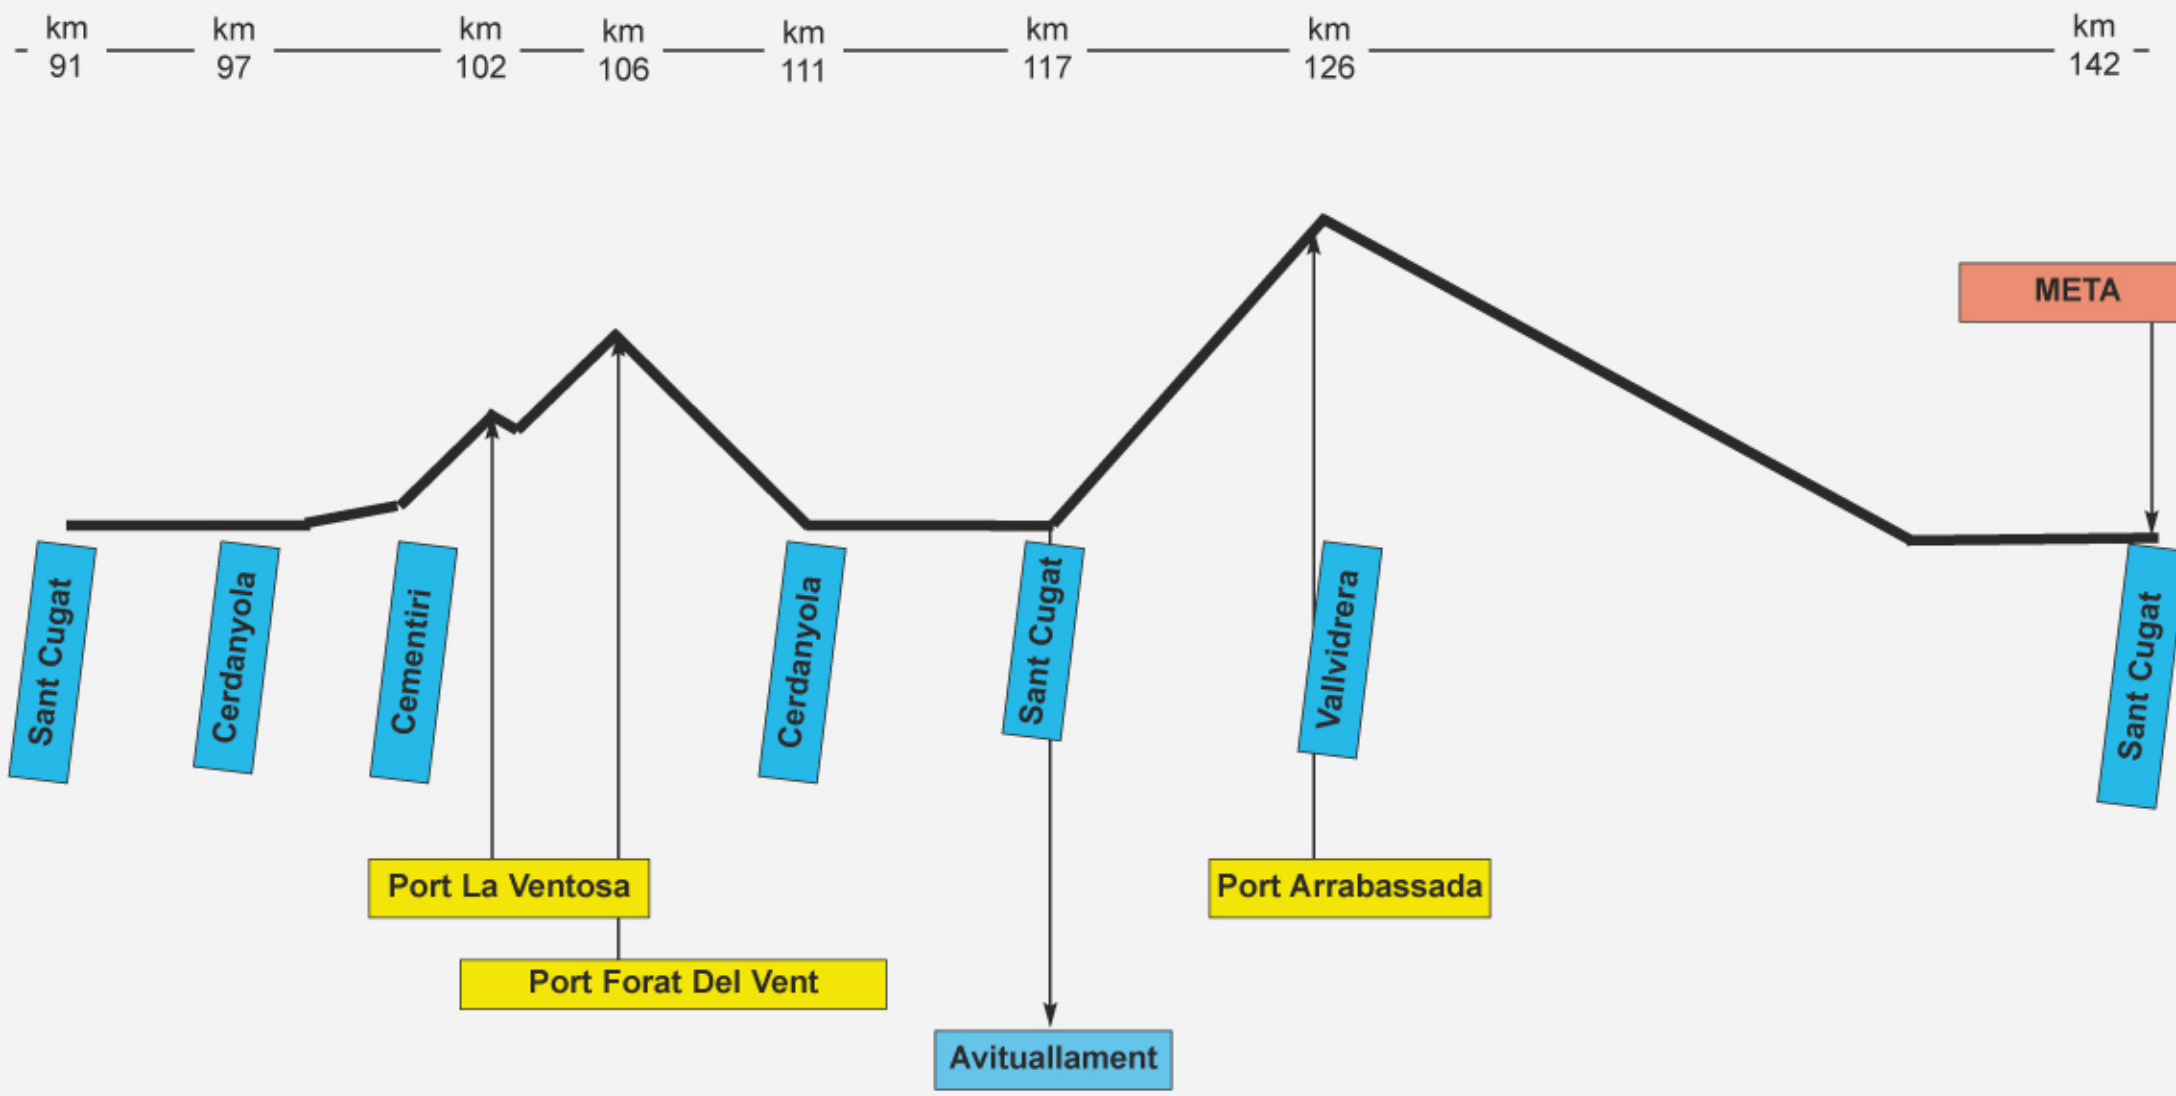 km
91
km
97
km
102
km
106
km
111
km
117
km
126
km
142
META
Sant Cugat
Cerdanyola
Cementiri
Cerdanyola
Sant Cugat
Vallvidrera
Sant Cugat
Port La Ventosa
Port Arrabassada
Port Forat Del Vent
Avituallament